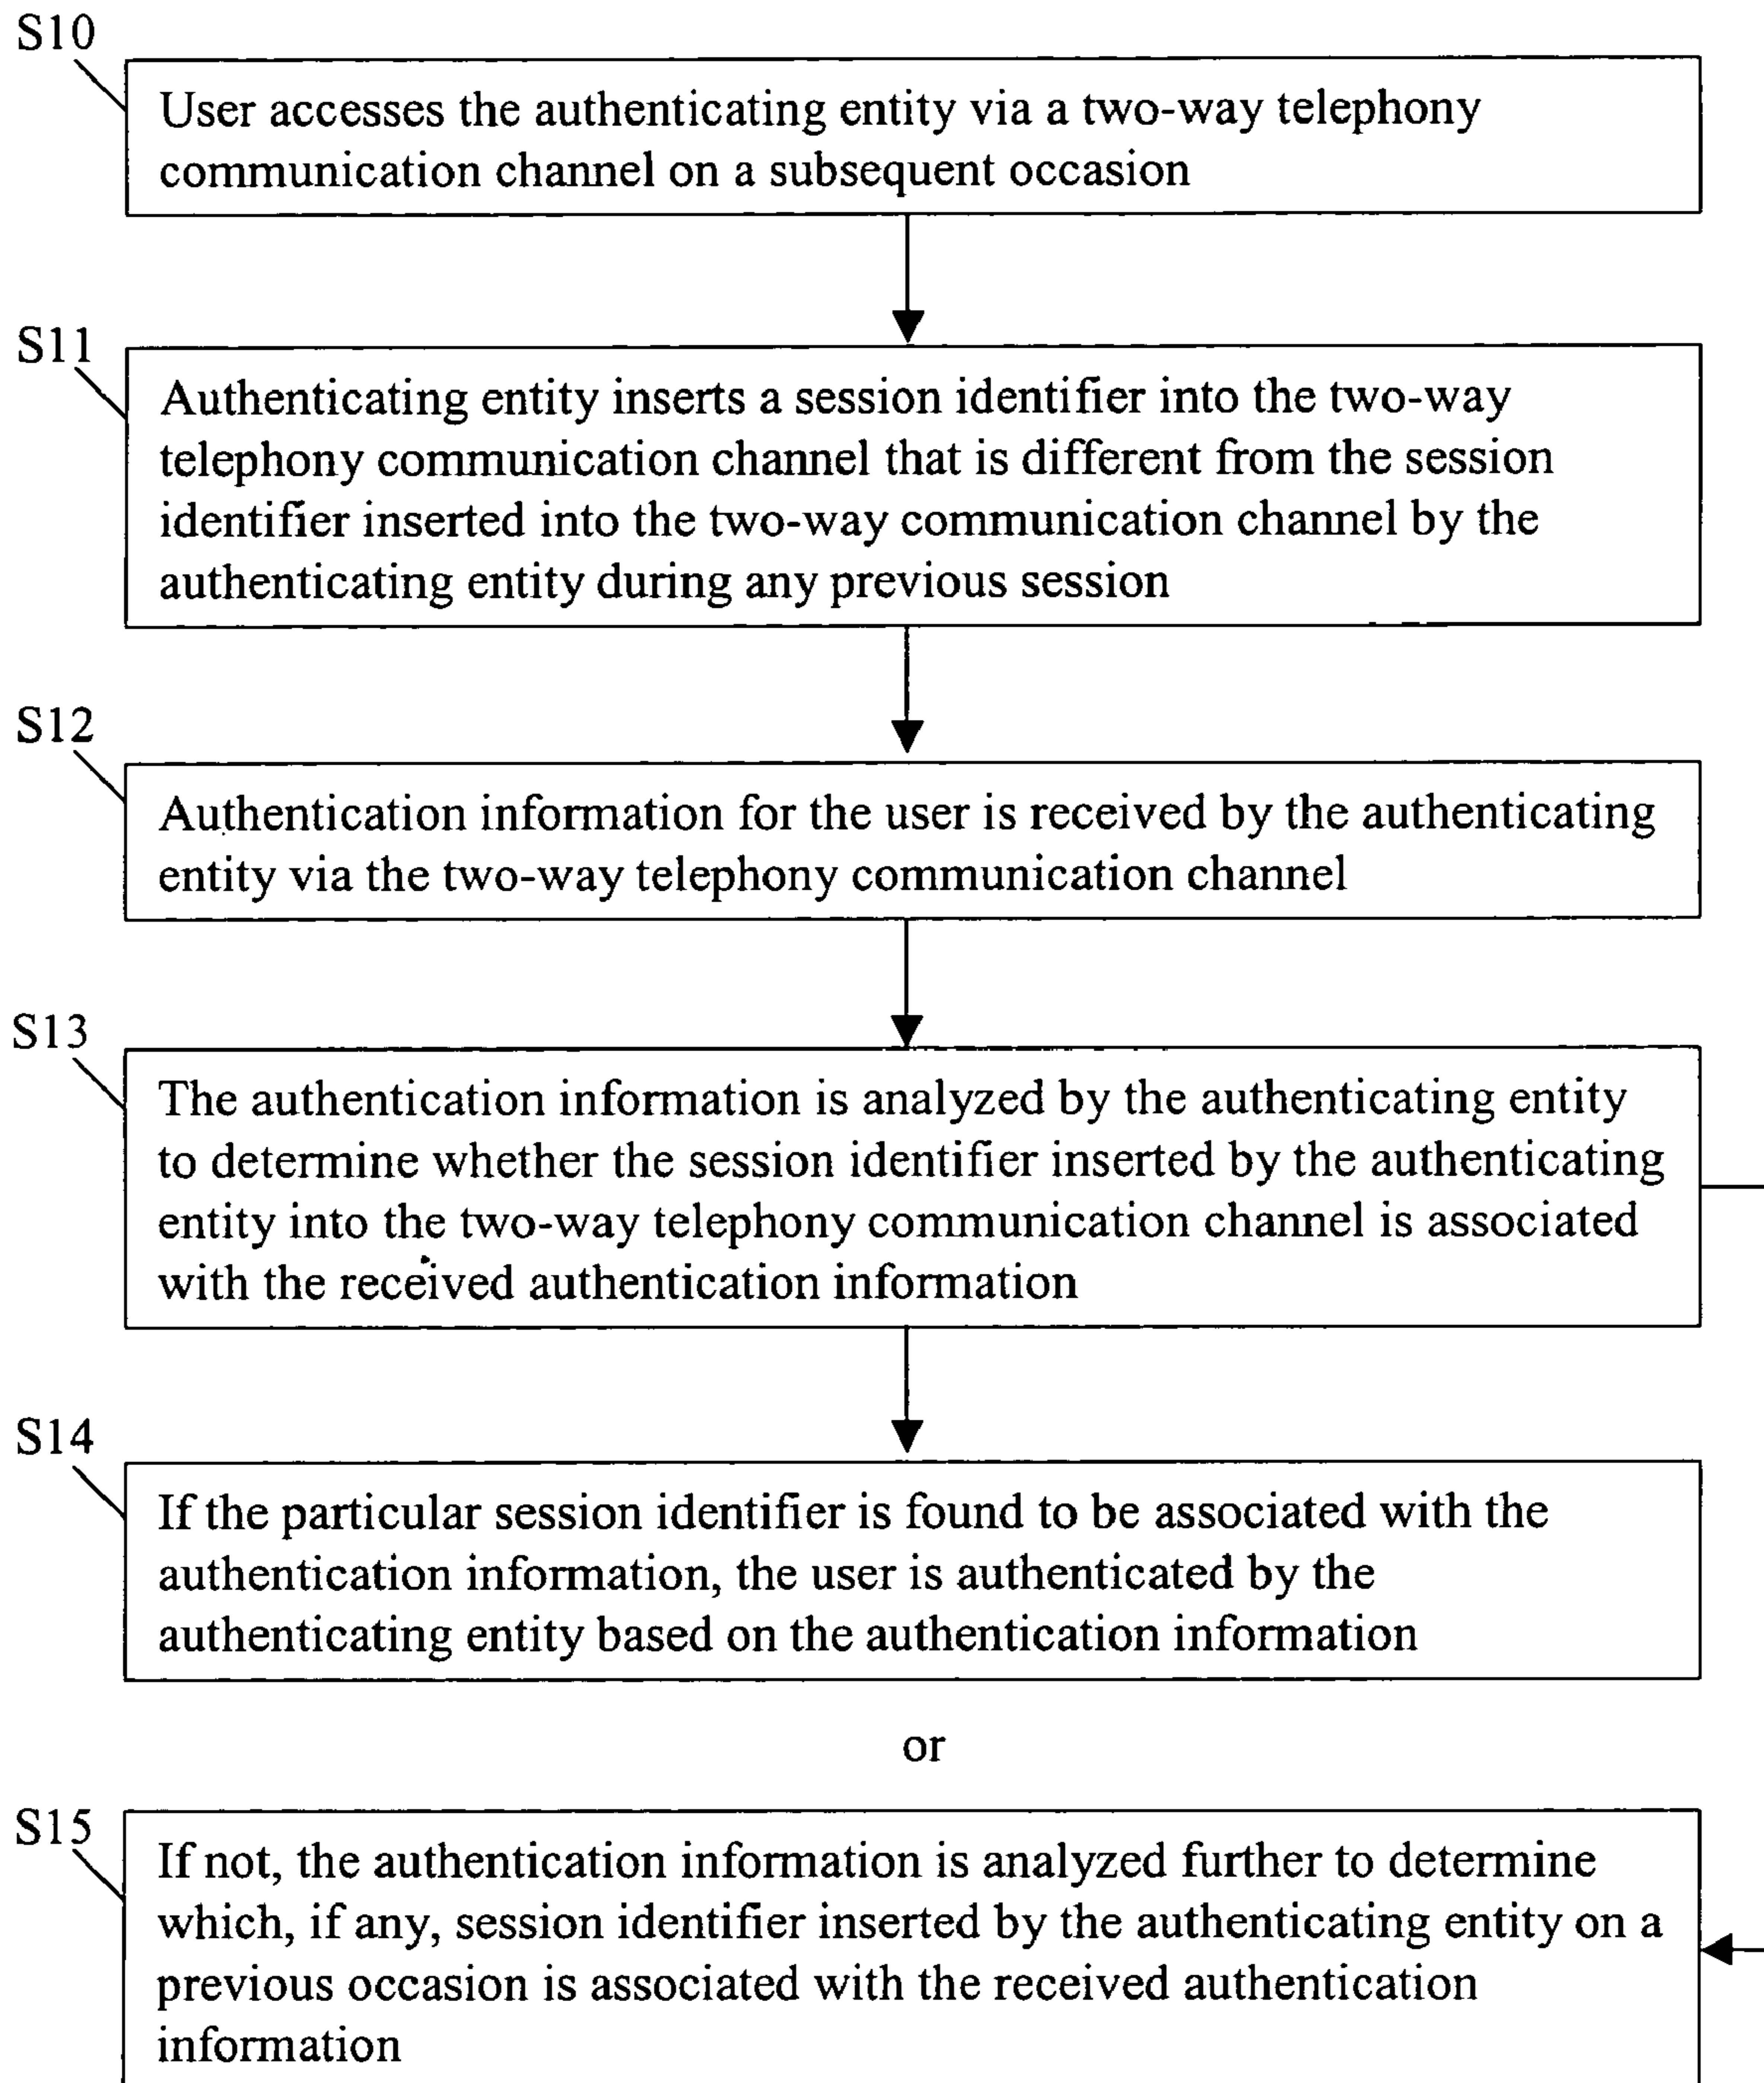 S10
User accesses the authenticating entity via a two-way telephony
communication channel on a subsequent occasion
S11
Authenticating entity inserts a session identifier into the two-way
telephony communication channel that is different from the session
identifier inserted into the two-way communication channel by the
authenticating entity during any previous session
S12
Authentication information for the user is received by the authenticating
entity via the two-way telephony communication channel
S13
The authentication information is analyzed by the authenticating entity
to determine whether the session identifier inserted by the authenticating
entity into the two-way telephony communication channel is associated
with the received authentication information
S14
If the particular session identifier is found to be associated with the
authentication information, the user is authenticated by the
authenticating entity based on the authentication information
or
S15
If not, the authentication information is analyzed further to determine
which, if any, session identifier inserted by the authenticating entity on a
previous occasion is associated with the received authentication
information